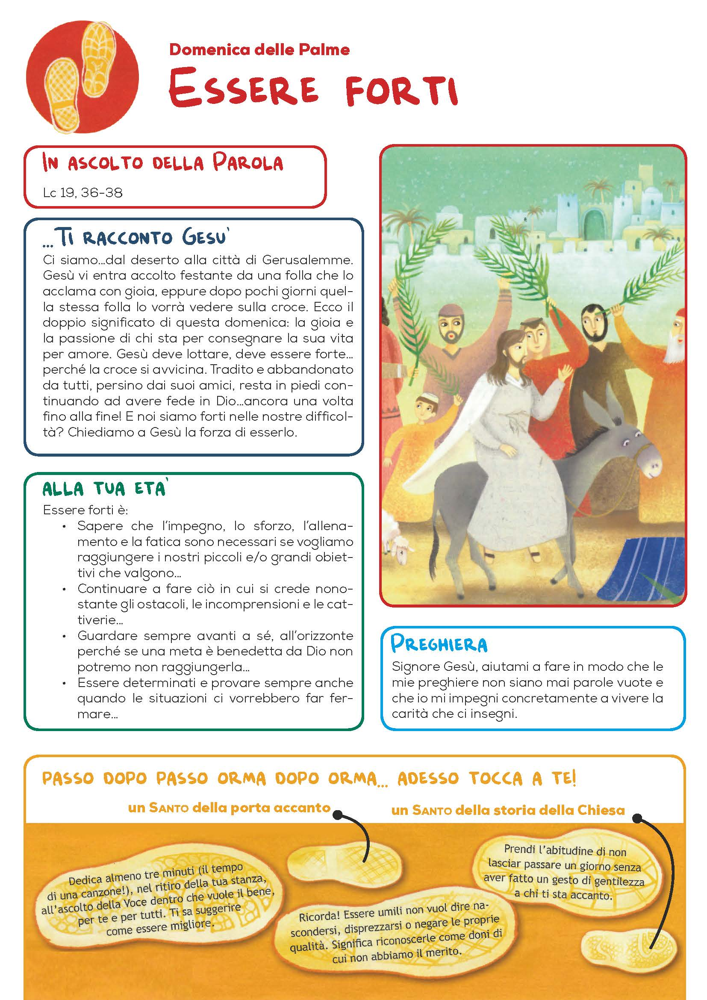 Domenica delle Palme
Essere forti
In ascolto della Parola
Lc 19, 36-38
...Ti racconto Gesu'
Ci siamo...dal deserto alla città di Gerusalemme.
Gesù vi entra accolto festante da una folla che lo
acclama con gioia, eppure dopo pochi giorni quel-
la stessa folla lo vorrà vedere sulla croce. Ecco il
doppio significato di questa domenica: la gioia e
la passione di chi sta per consegnare la sua vita
per amore. Gesù deve lottare, deve essere forte...
perché la croce si avvicina. Tradito e abbandonato
da tutti, persino dai suoi amici, resta in piedi con-
tinuando ad avere fede in Dio...ancora una volta
fino alla fine! E noi siamo forti nelle nostre difficol-
tà? Chiediamo a Gesù la forza di esserlo.
alla tua eta'
Essere forti è:
• Sapere che l'impegno, lo sforzo, l'allena-
mento e la fatica sono necessari se vogliamo
raggiungere i nostri piccoli e/o grandi obiet-
tivi che valgono...
• Continuare a fare ciò in cui si crede nono-
stante gli ostacoli, le incomprensioni e le cat-
tiverie...
• Guardare sempre avanti a sé, all'orizzonte
perché se una meta è benedetta da Dio non
potremo non raggiungerla...
• Essere determinati e provare sempre anche
quando le situazioni ci vorrebbero far fer-
mare...
Preghiera
Signore Gesù, aiutami a fare in modo che le
mie preghiere non siano mai parole vuote e
che io mi impegni concretamente a vivere la
carità che ci insegni.
passo dopo passo orma dopo orma... adesso tocca a te!
un Santo della porta accanto
un Santo della storia della Chiesa
Dedica almeno tre minuti (il tempo
di una canzone!), nel ritiro della tua stanza,
all'ascolto della Voce dentro che vuole il bene,
per te e per tutti. Ti sa suggerire
come essere migliore.
Ricorda! Essere umili non vuol dire na-
scondersi, disprezzarsi o negare le proprie
qualità. Significa riconoscerle come doni di
cui non abbiamo il merito.
Prendi l'abitudine di non
lasciar passare un giorno senza
aver fatto un gesto di gentilezza
a chi ti sta accanto.